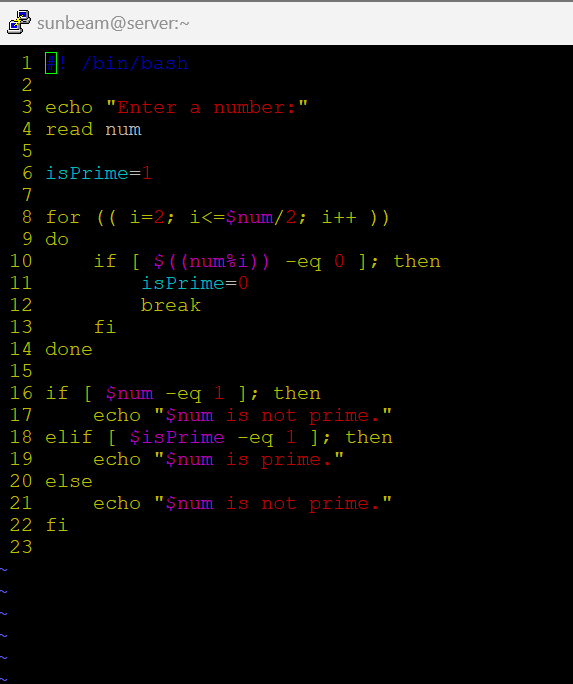 sunbeam@server:~
1 #! /bin/bash
2
3 echo "Enter a number:"
4 read num
5
6 isPrime=1
7
8 for (( i=2; i<=$num/2; i++ ))
9 do
10     if [ $((num%i)) -eq 0 ]; then
11         isPrime=0
12         break
13     fi
14 done
15
16 if [ $num -eq 1 ]; then
17     echo "$num is not prime."
18 elif [ $isPrime -eq 1 ]; then
19     echo "$num is prime."
20 else
21     echo "$num is not prime."
22 fi
23
~
~
~
~
~
~